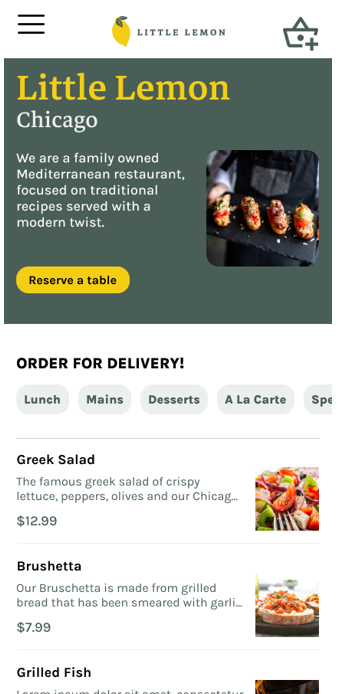 LITTLE LEMON
Little Lemon
Chicago
We are a family owned
Mediterranean restaurant,
focused on traditional
recipes served with a
modern twist.
Reserve a table
ORDER FOR DELIVERY!
Lunch Mains Desserts A La Carte Spe
Greek Salad
The famous greek salad of crispy
lettuce, peppers, olives and our Chicag...
$12.99
Brushetta
Our Bruschetta is made from grilled
bread that has been smeared with garli...
$7.99
Grilled Fish
Lorem ipsum dolor sit amet, consectetur